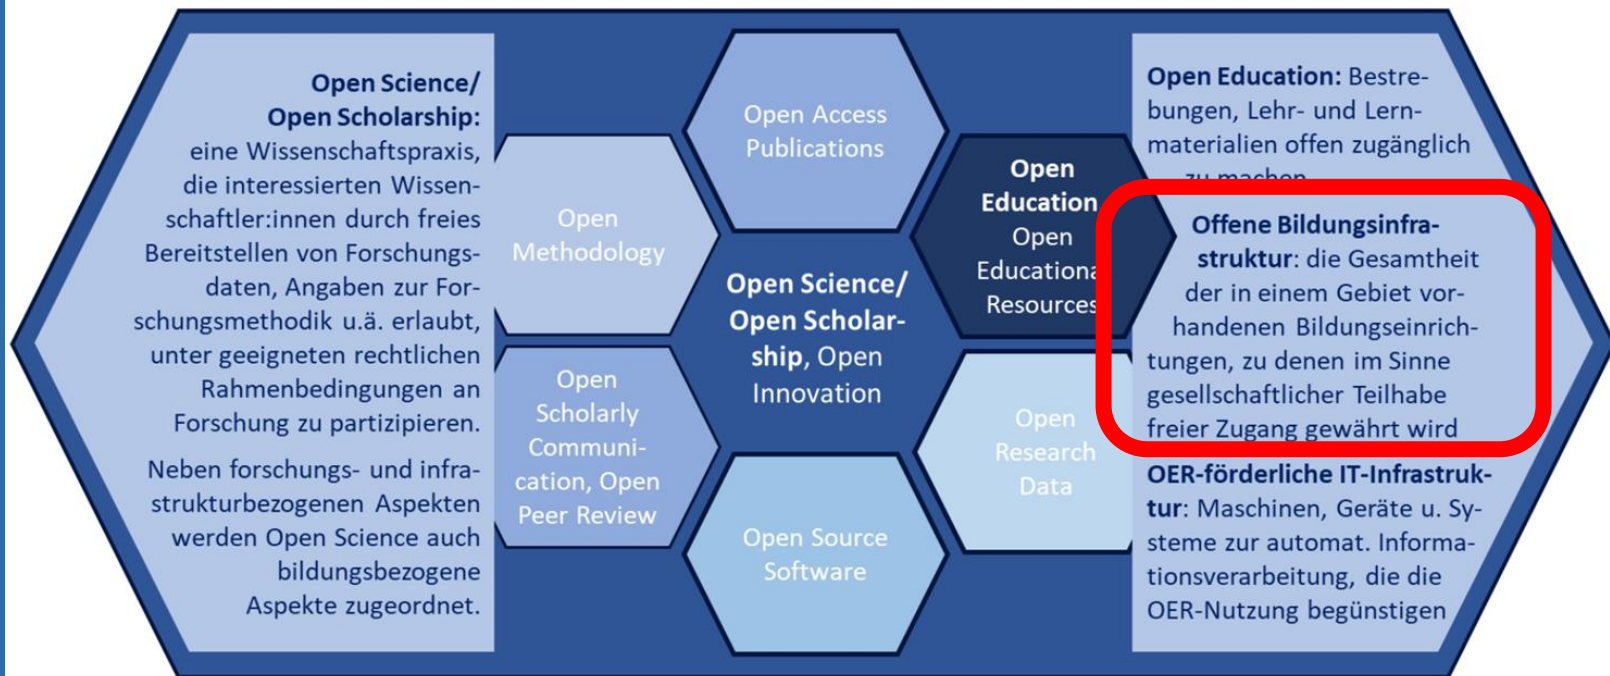 Open Science/
Open Scholarship:
eine Wissenschaftspraxis,
die interessierten Wissen-
schaftler:innen durch freies
Bereitstellen von Forschungs-
daten, Angaben zur For-
schungsmethodik u.ä. erlaubt,
unter geeigneten rechtlichen
Rahmenbedingungen an
Forschung zu partizipieren.
Neben forschungs- und infra-
strukturbezogenen Aspekten
werden Open Science auch
bildungsbezogene
Aspekte zugeordnet.
Open
Methodology
Open
Scholarly
Communi-
cation, Open
Peer Review
Open Access
Publications
Open Science/
Open Scholar-
ship, Open
Innovation
Open Source
Software
Open
Education,
Open
Educational
Resources
Open
Research
Data
Open Education: Bestre-
bungen, Lehr- und Lern-
materialien offen zugänglich
zu machen
Offene Bildungsinfra-
struktur: die Gesamtheit
der in einem Gebiet vor-
handenen Bildungseinrich-
tungen, zu denen im Sinne
gesellschaftlicher Teilhabe
freier Zugang gewährt wird
OER-förderliche IT-Infrastruk-
tur: Maschinen, Geräte u. Sy-
steme zur automat. Informa-
tionsverarbeitung, die die
OER-Nutzung begünstigen